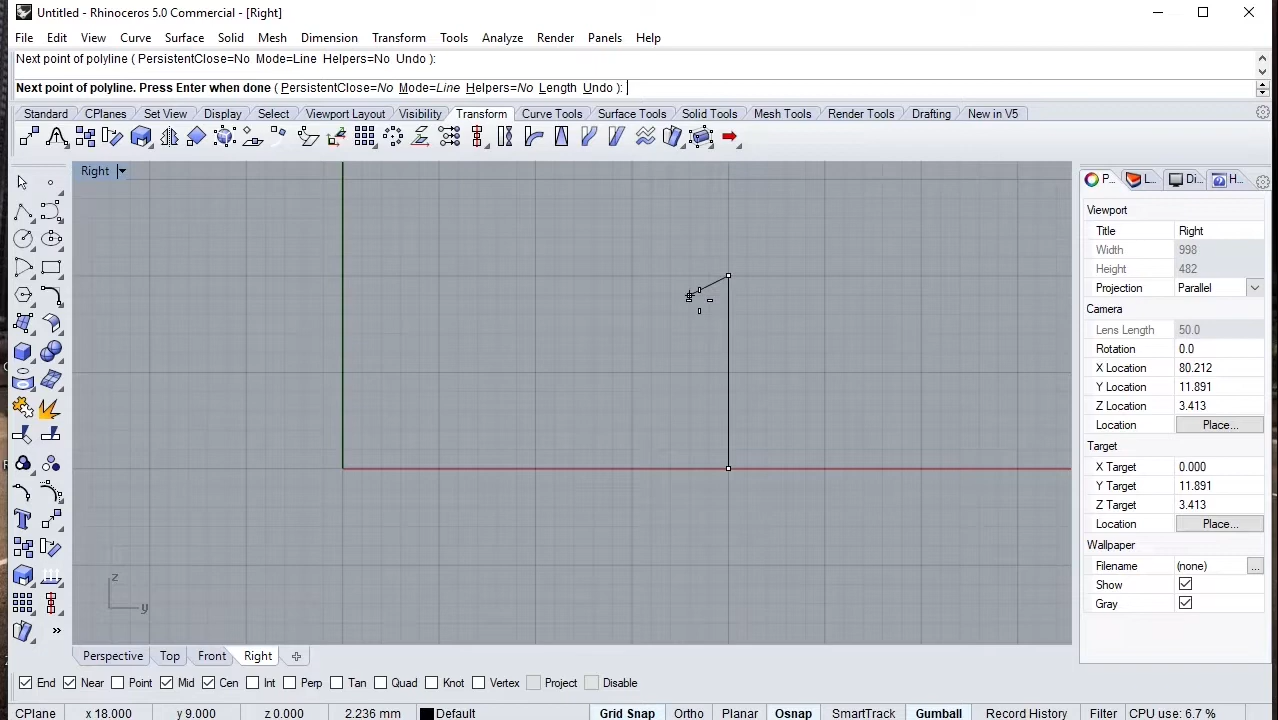 Untitled - Rhinoceros 5.0 Commercial - [Right]
File Edit View Curve Surface Solid Mesh Dimension Transform Tools Analyze Render Panels Help
Next point of polyline ( PersistentClose=No Mode=Line Helpers=No Undo ):
Next point of polyline. Press Enter when done ( PersistentClose=No Mode=Line Helpers=No Length Undo ):
Standard CPlanes Set View Display Select Viewport Layout Visibility Transform Curve Tools Surface Tools Solid Tools Mesh Tools Render Tools Drafting New in V5
Right
P... L... Di... H...
Viewport
Title Right
Width 998
Height 482
Projection Parallel
Camera
Lens Length 50.0
Rotation 0.0
X Location 80.212
Y Location 11.891
Z Location 3.413
Location Place...
Target
X Target 0.000
Y Target 11.891
Z Target 3.413
Location Place...
Wallpaper
Filename (none) ...
Show
Gray
z
y
Perspective Top Front Right
End Near Point Mid Cen Int Perp Tan Quad Knot Vertex Project Disable
CPlane x 18.000 y 9.000 z 0.000 2.236 mm Default Grid Snap Ortho Planar Osnap SmartTrack Gumball Record History Filter CPU use: 6.7 %